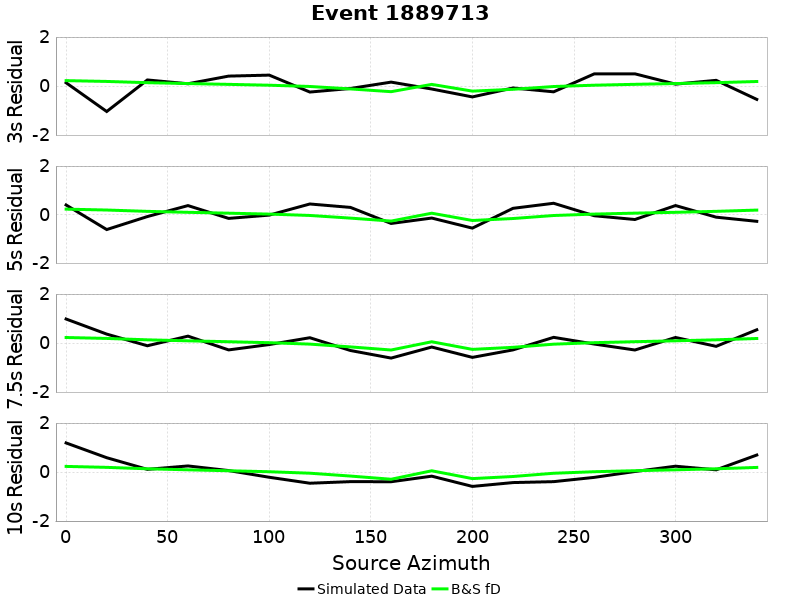 Event 1889713
3s Residual
2
0
-2
5s Residual
2
0
-2
7.5s Residual
2
0
-2
10s Residual
2
0
-2
0 50 100 150 200 250 300
Source Azimuth
Simulated Data B&S fD